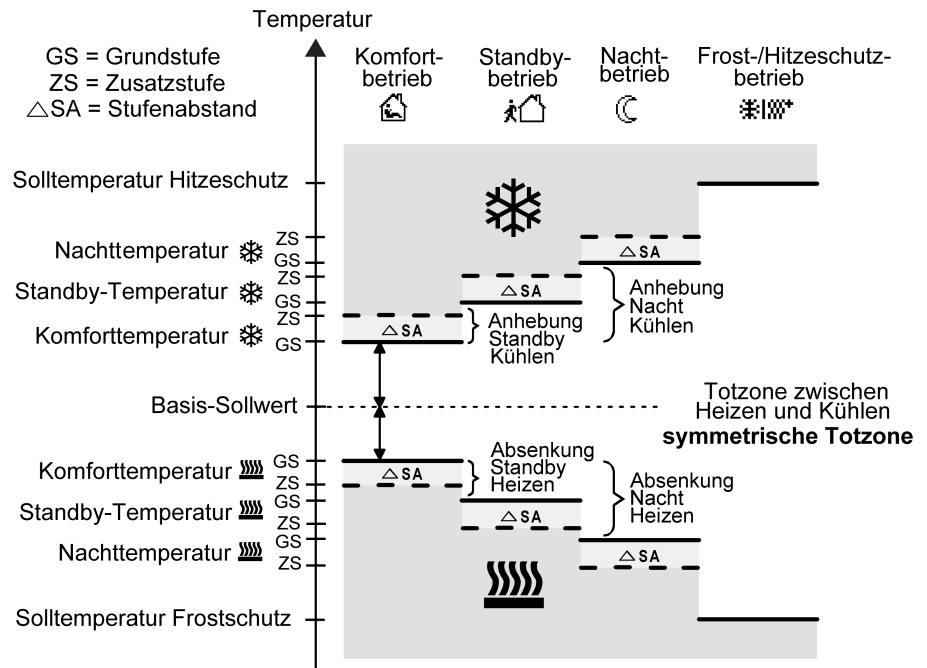 Temperatur
GS = Grundstufe
ZS = Zusatzstufe
△SA = Stufenabstand
Komfort-
betrieb
Standby-
betrieb
Nacht-
betrieb
Frost-/Hitzeschutz-
betrieb
Solltemperatur Hitzeschutz
Nachttemperatur
ZS
GS
△SA
Standby-Temperatur
ZS
GS
△SA
Komforttemperatur
ZS
GS
△SA
Anhebung
Standby
Kühlen
Anhebung
Nacht
Kühlen
Basis-Sollwert
Totzone zwischen
Heizen und Kühlen
symmetrische Totzone
Komforttemperatur
GS
ZS
△SA
Absenkung
Standby
Heizen
Absenkung
Nacht
Heizen
Standby-Temperatur
GS
ZS
△SA
Nachttemperatur
GS
ZS
△SA
Solltemperatur Frostschutz